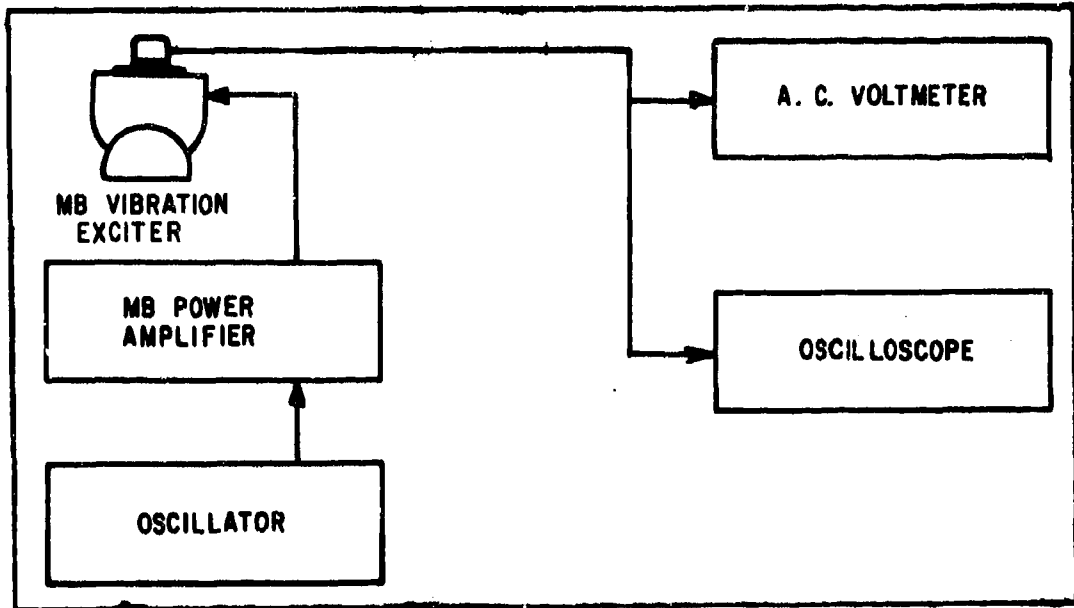 A. C. VOLTMETER
MB VIBRATION
EXCITER
MB POWER
AMPLIFIER
OSCILLOSCOPE
OSCILLATOR